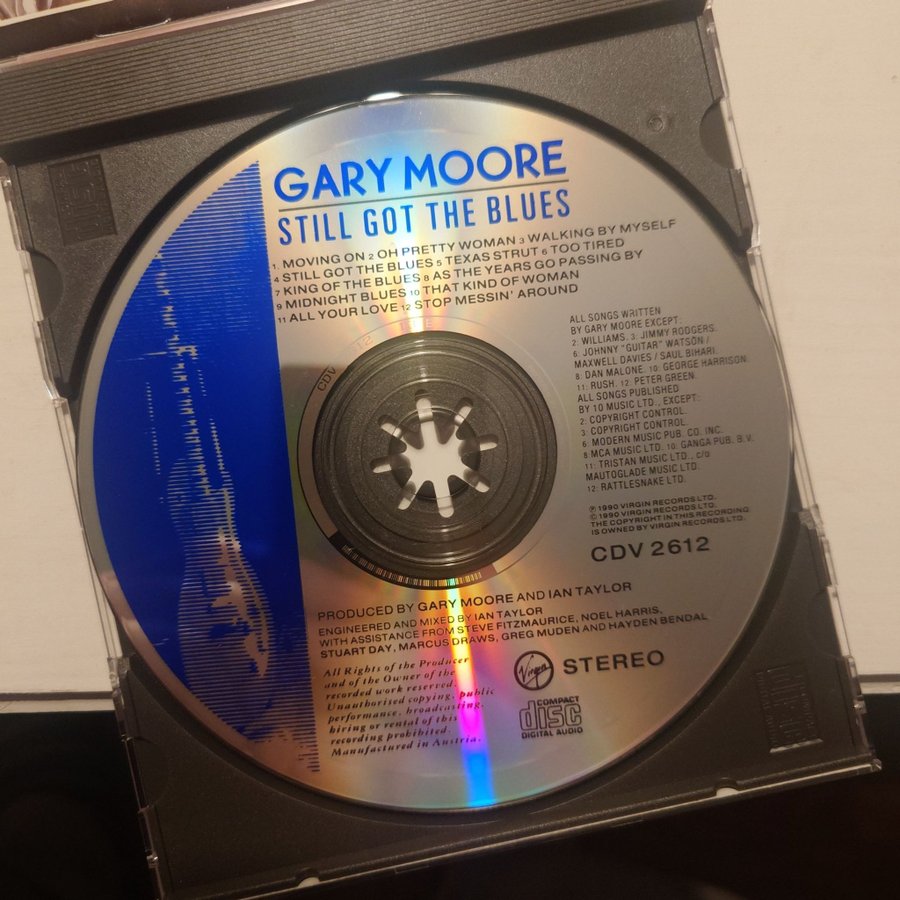 GARY MOORE
STILL GOT THE BLUES
1. MOVING ON 2 OH PRETTY WOMAN 3 WALKING BY MYSELF
4 STILL GOT THE BLUES 5 TEXAS STRUT 6 TOO TIRED
7 KING OF THE BLUES 8 AS THE YEARS GO PASSING BY
9 MIDNIGHT BLUES 10 THAT KIND OF WOMAN
11 ALL YOUR LOVE 12 STOP MESSIN' AROUND
ALL SONGS WRITTEN
BY GARY MOORE EXCEPT:
2: WILLIAMS. 3: JIMMY RODGERS.
6: JOHNNY "GUITAR" WATSON /
MAXWELL DAVIES / SAUL BIHARI.
8: DAN MALONE. 10: GEORGE HARRISON.
11: RUSH. 12: PETER GREEN.
ALL SONGS PUBLISHED
BY 10 MUSIC LTD., EXCEPT:
2: COPYRIGHT CONTROL.
3: COPYRIGHT CONTROL.
6: MODERN MUSIC PUB. CO. INC.
8 MCA MUSIC LTD. 10: GANGA PUB. B.V.
11: TRISTAN MUSIC LTD., c/o
MAUTOGLADE MUSIC LTD.
12: RATTLESNAKE LTD.
℗ 1990 VIRGIN RECORDS LTD.
© 1990 VIRGIN RECORDS LTD.
THE COPYRIGHT IN THIS RECORDING
IS OWNED BY VIRGIN RECORDS LTD.
CDV 2612
PRODUCED BY GARY MOORE AND IAN TAYLOR
ENGINEERED AND MIXED BY IAN TAYLOR
WITH ASSISTANCE FROM STEVE FITZMAURICE, NOEL HARRIS,
STUART DAY, MARCUS DRAWS, GREG MUDEN AND HAYDEN BENDAL
All Rights of the Producer
and of the Owner of the
recorded work reserved.
Unauthorised copying, public
performance, broadcasting,
hiring or rental of this
recording prohibited.
Manufactured in Austria.
Virgin STEREO
COMPACT
disc
DIGITAL AUDIO
CDV